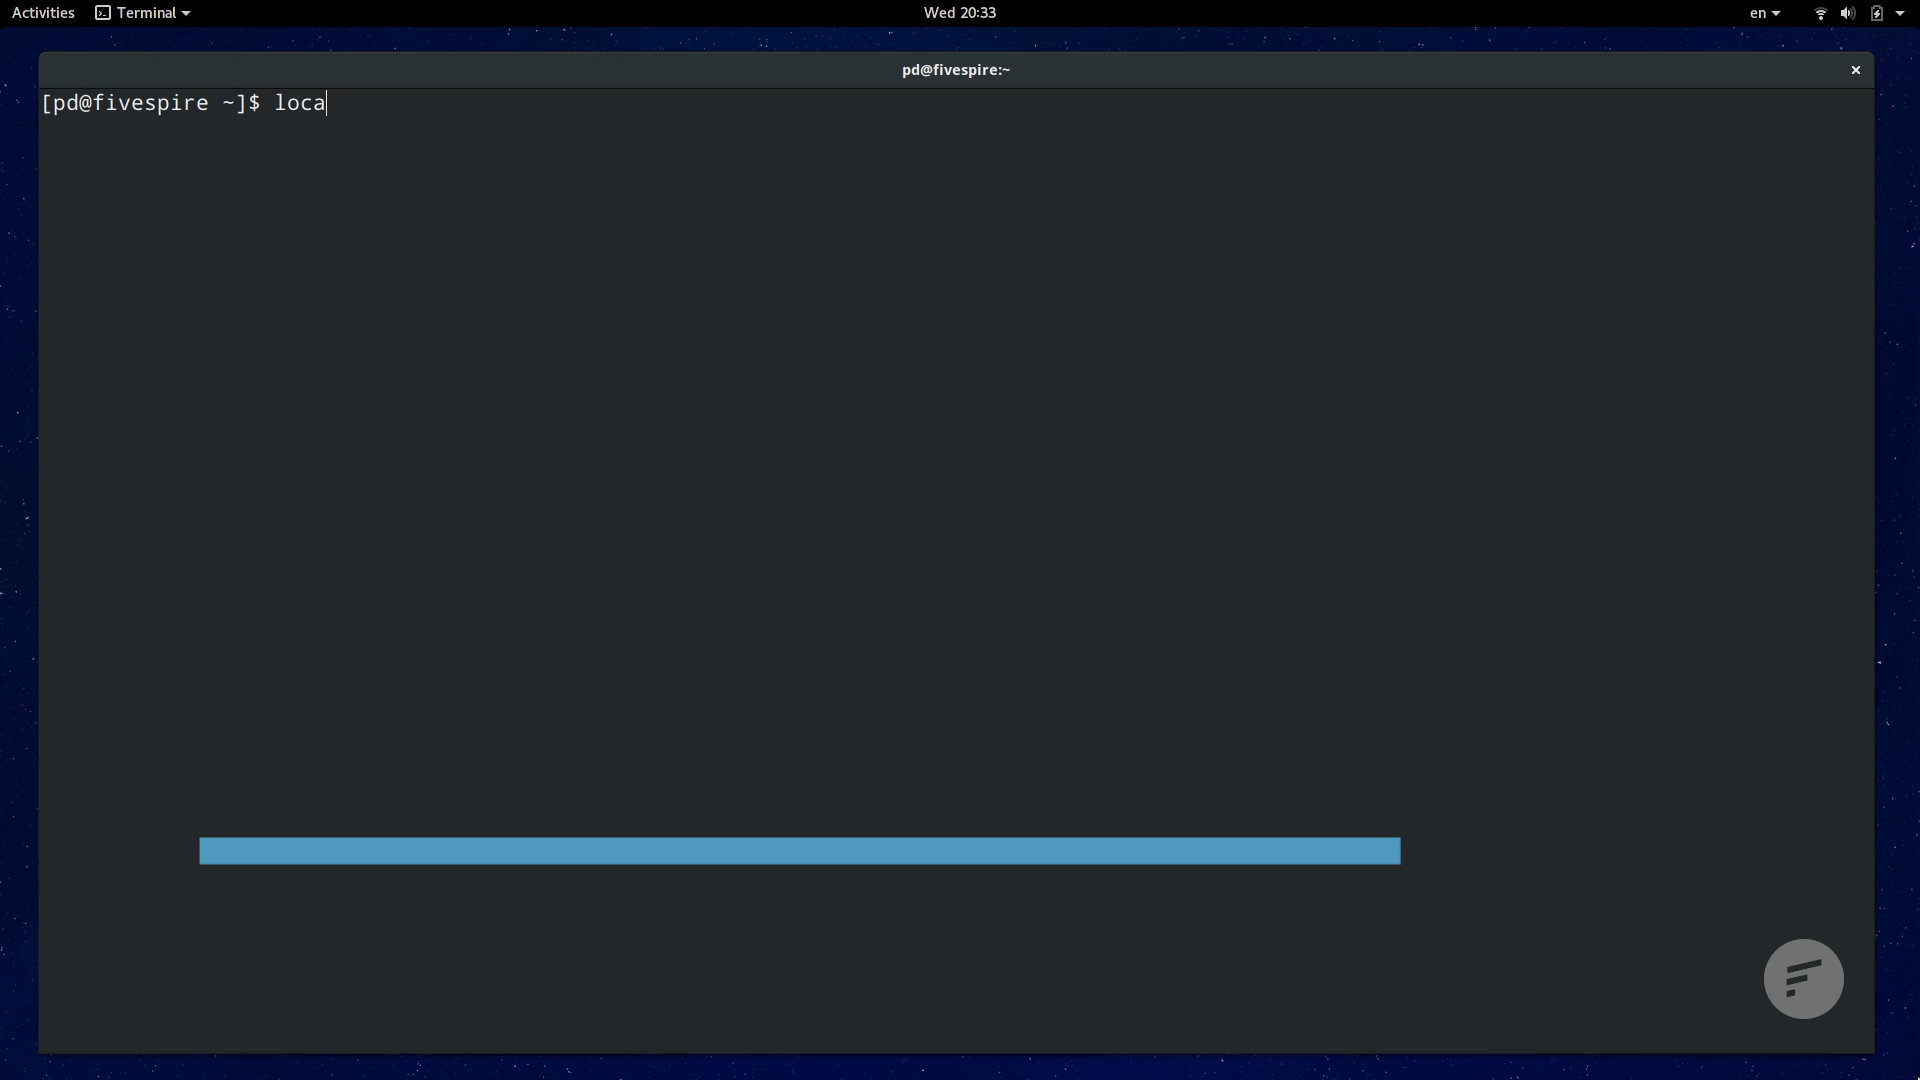 Activities Terminal Wed 20:33 en
pd@fivespire:~
[pd@fivespire ~]$ loca